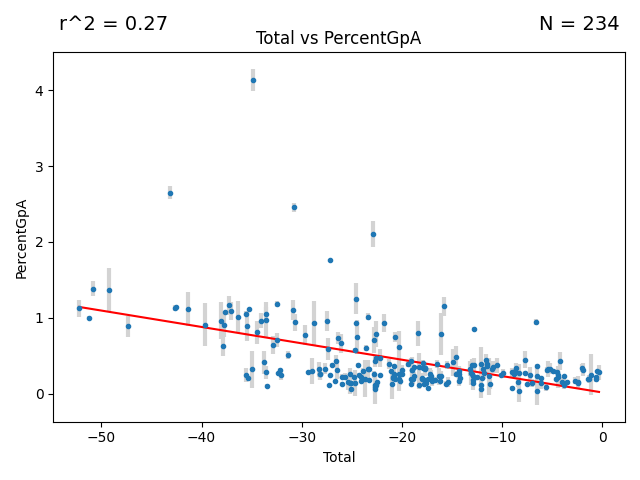 r^2 = 0.27
N = 234
Total vs PercentGpA
PercentGpA
4
3
2
1
0
−50
−40
−30
−20
−10
0
Total